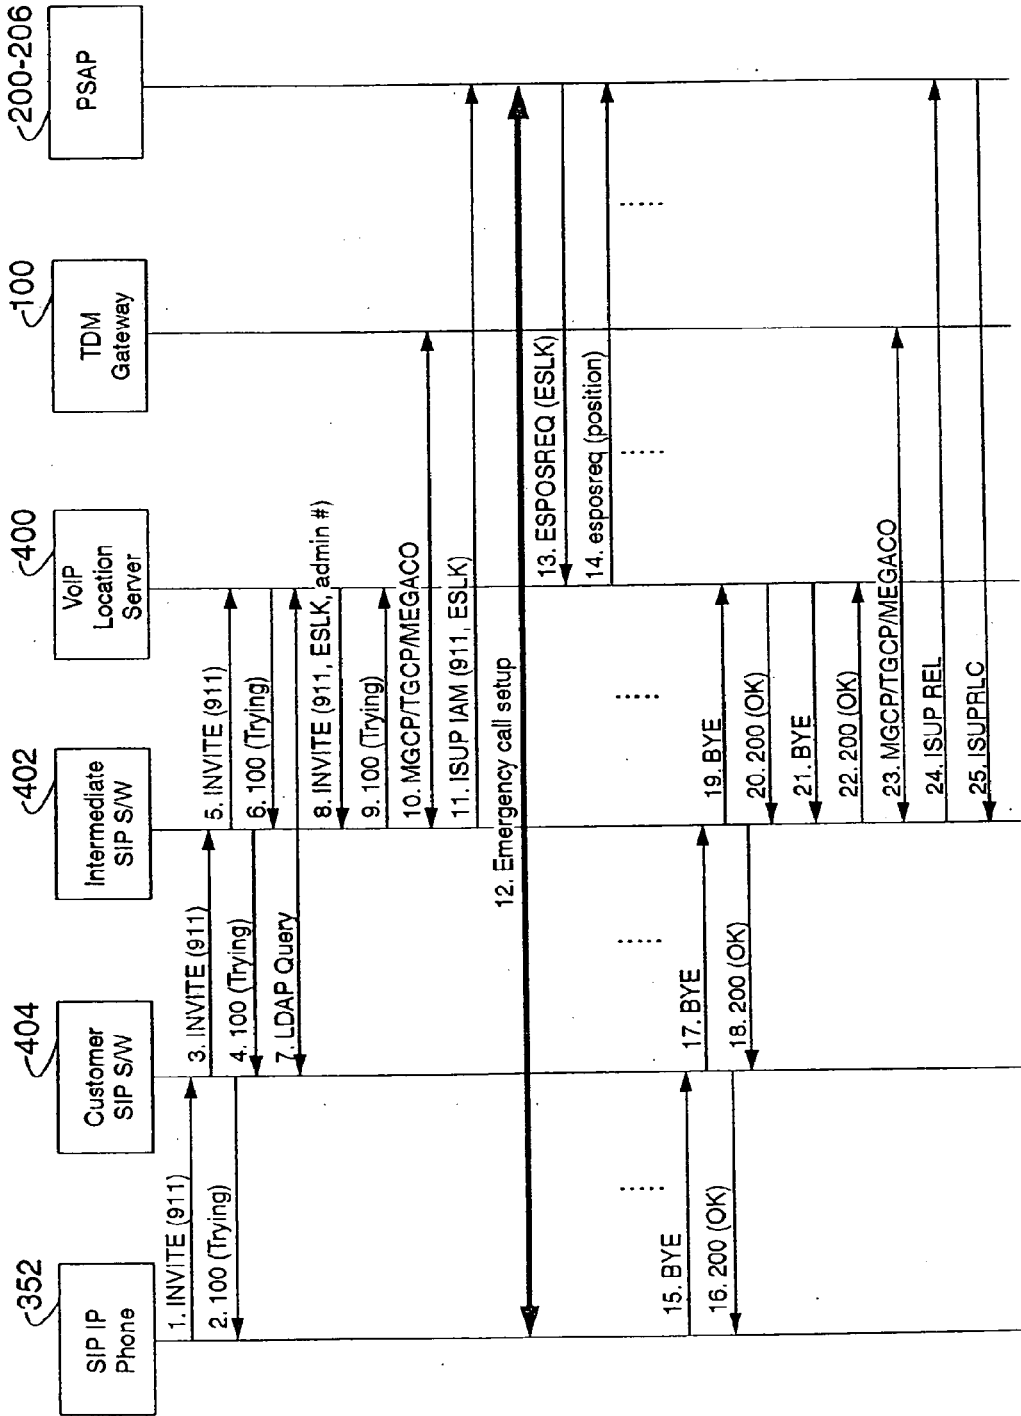 352
SIP IP
Phone
404
Customer
SIP S/W
402
Intermediate
SIP S/W
400
VoIP
Location
Server
100
TDM
Gateway
200-206
PSAP
1. INVITE (911)
2. 100 (Trying)
3. INVITE (911)
4. 100 (Trying)
5. INVITE (911)
6. 100 (Trying)
7. LDAP Query
8. INVITE (911, ESLK, admin #)
9. 100 (Trying)
10. MGCP/TGCP/MEGACO
11. ISUP IAM (911, ESLK)
12. Emergency call setup
13. ESPOSREQ (ESLK)
14. esposreq (position)
15. BYE
16. 200 (OK)
17. BYE
18. 200 (OK)
19. BYE
20. 200 (OK)
21. BYE
22. 200 (OK)
23. MGCP/TGCP/MEGACO
24. ISUP REL
25. ISUPRLC